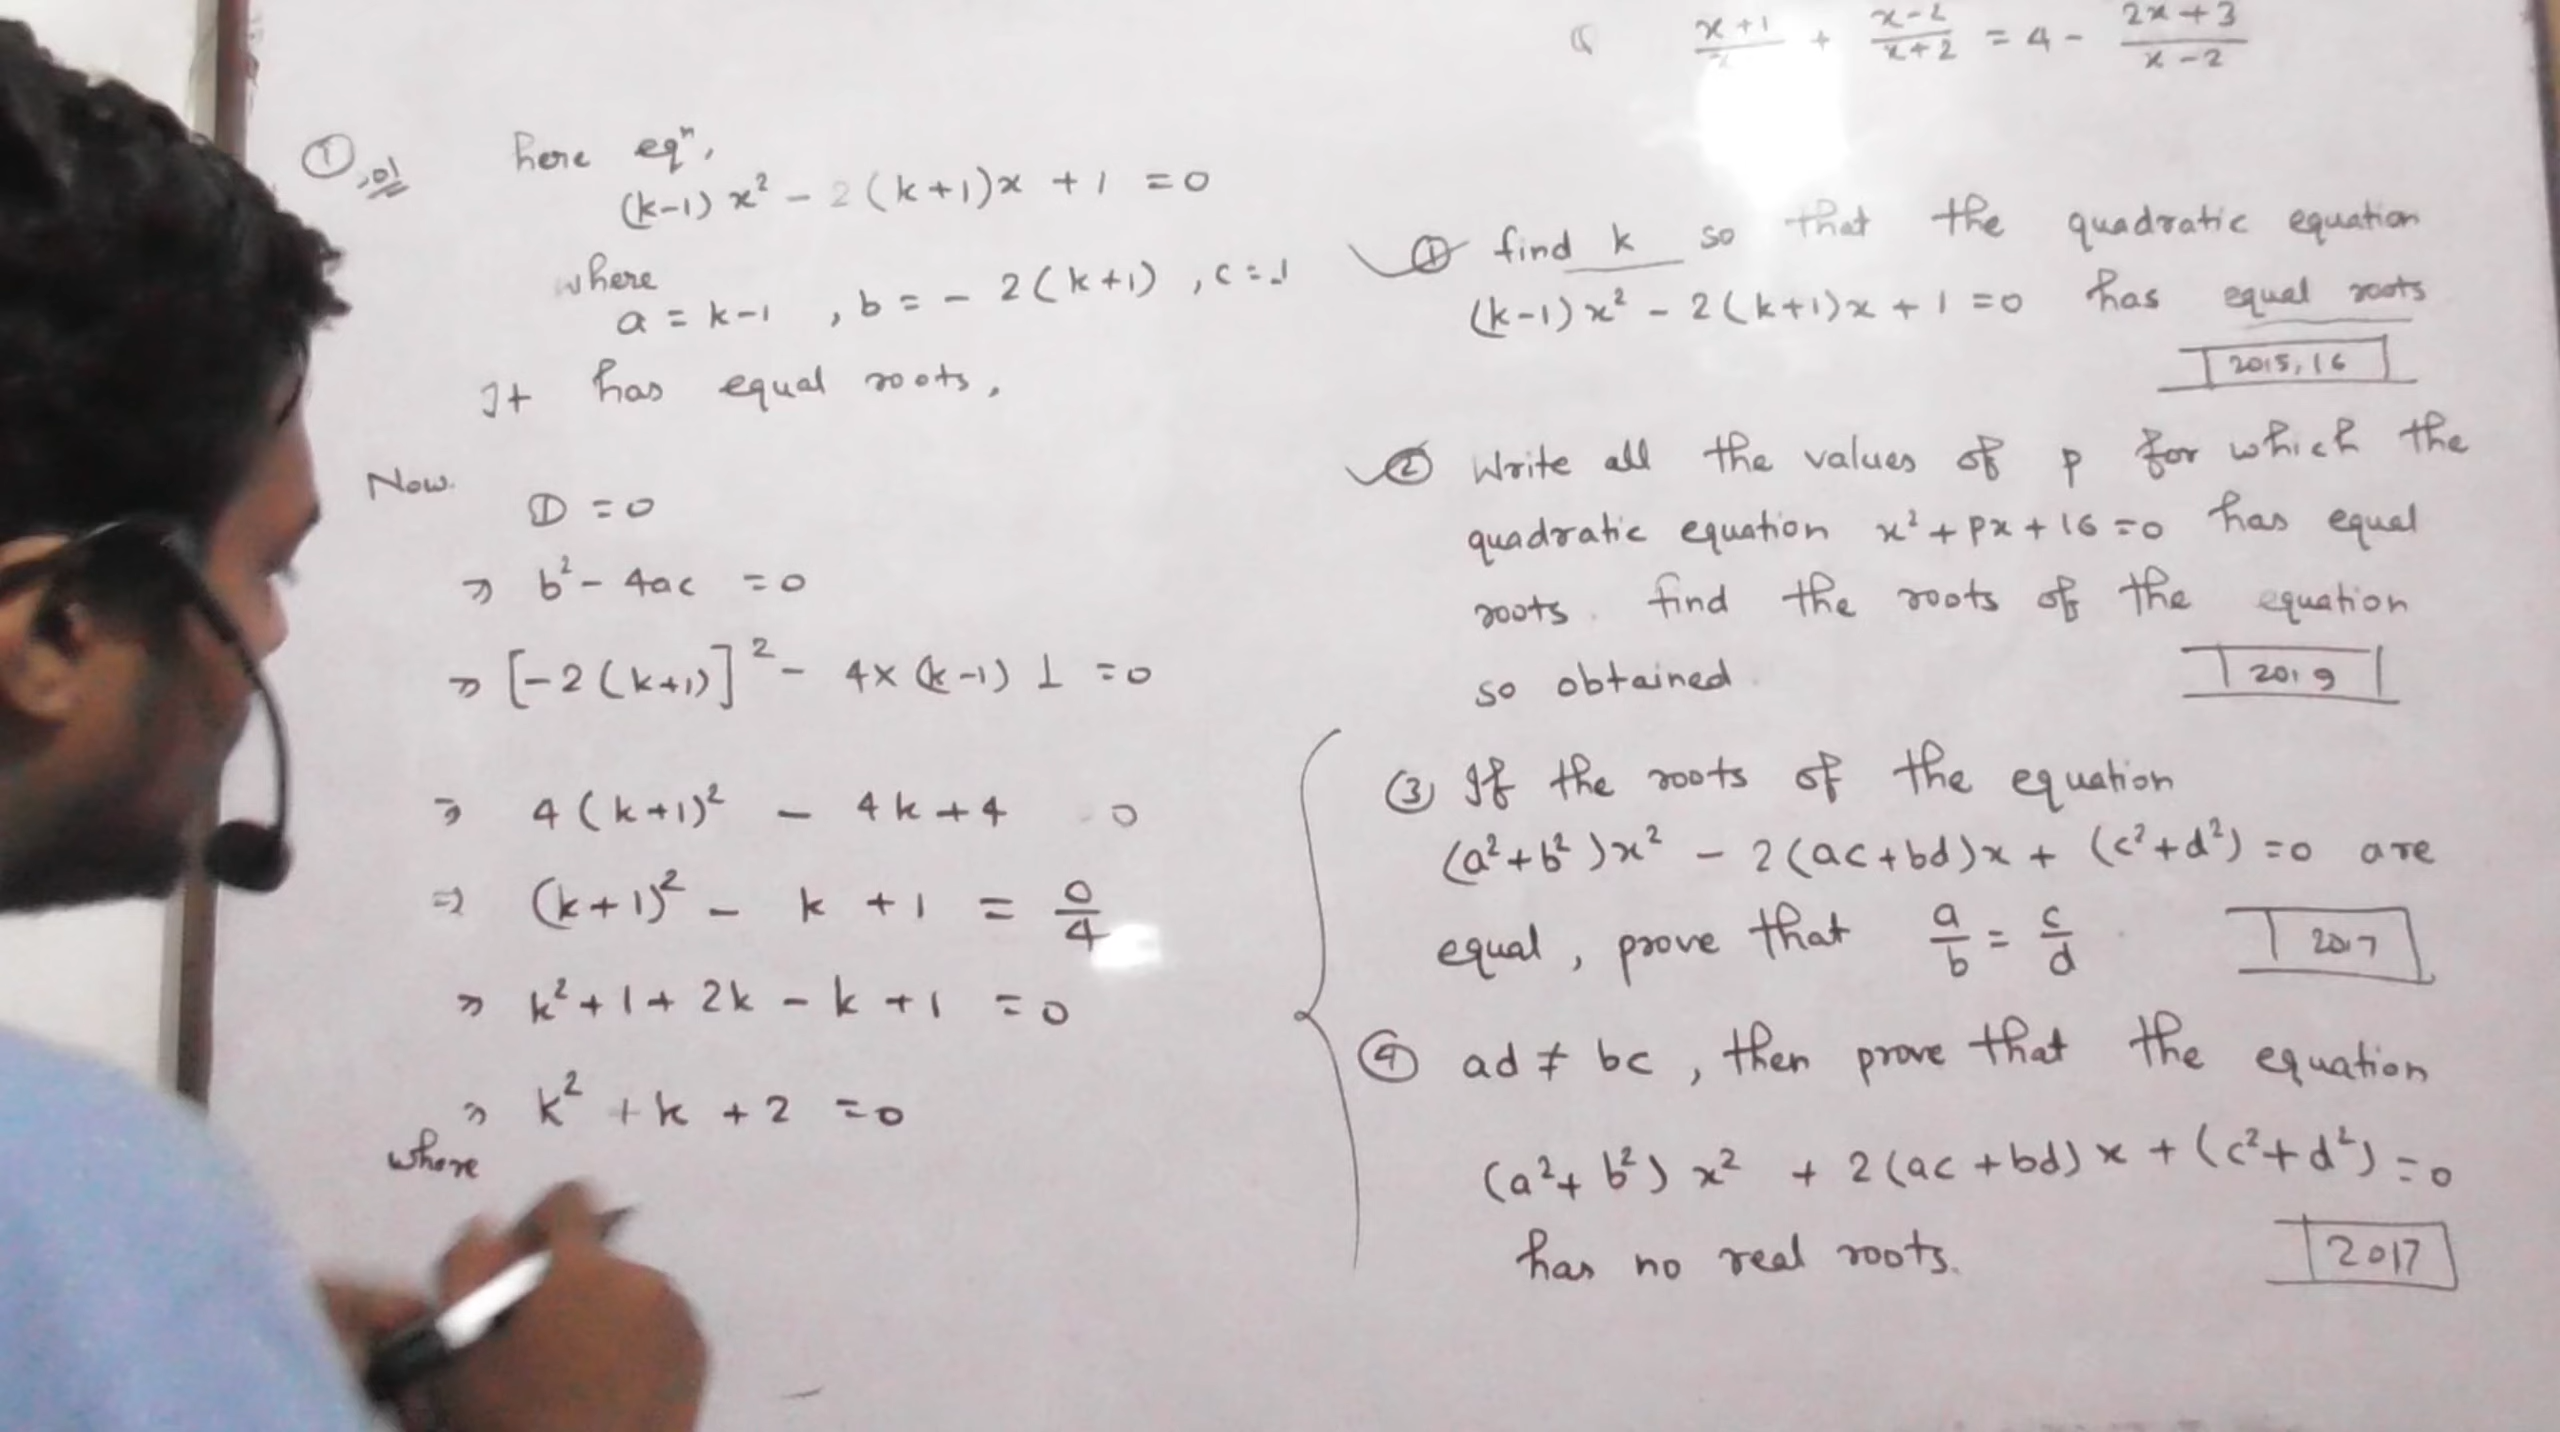 x+1 + x-2/x+2 = 4 - 2x+3/x-2
① sol here eqⁿ,
(k-1) x² - 2(k+1)x + 1 = 0
where
a = k-1 , b = - 2(k+1) , c = 1
It has equal roots,
Now
D = 0
⇒ b² - 4ac = 0
⇒ [-2(k+1)]² - 4×(k-1) 1 = 0
⇒ 4(k+1)² - 4k+4 0
⇒ (k+1)² - k + 1 = 0/4
⇒ k²+1+2k - k + 1 = 0
⇒ k² + k + 2 = 0
where
① find k so that the quadratic equation
(k-1)x² - 2(k+1)x + 1 = 0 has equal roots
2015, 16
② Write all the values of p for which the
quadratic equation x² + px + 16 = 0 has equal
roots. find the roots of the equation
so obtained.
2019
③ If the roots of the equation
(a²+b²)x² - 2(ac+bd)x + (c²+d²) = 0 are
equal, prove that a/b = c/d
2017
④ ad ≠ bc, then prove that the equation
(a²+b²) x² + 2(ac+bd) x + (c²+d²) = 0
has no real roots.
2017